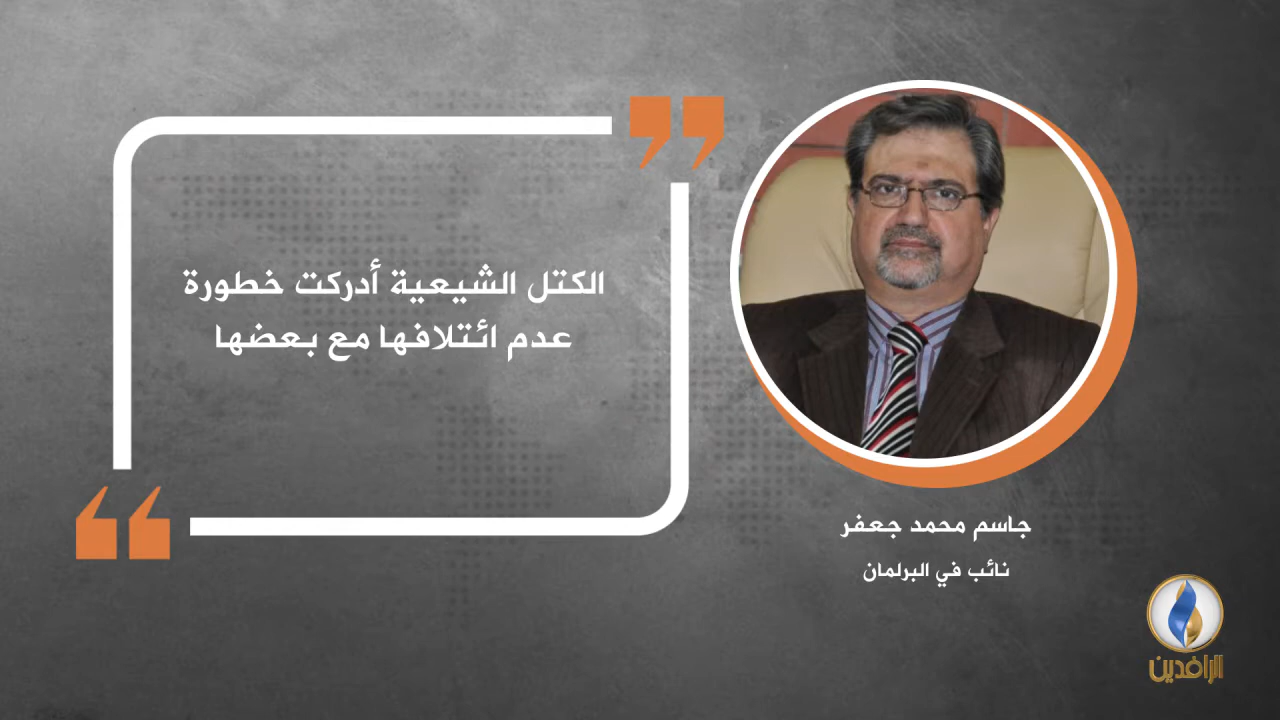 الكتل الشيعية أدركت خطورة
عدم ائتلافها مع بعضها
جاسم محمد جعفر
نائب في البرلمان
الرافدين